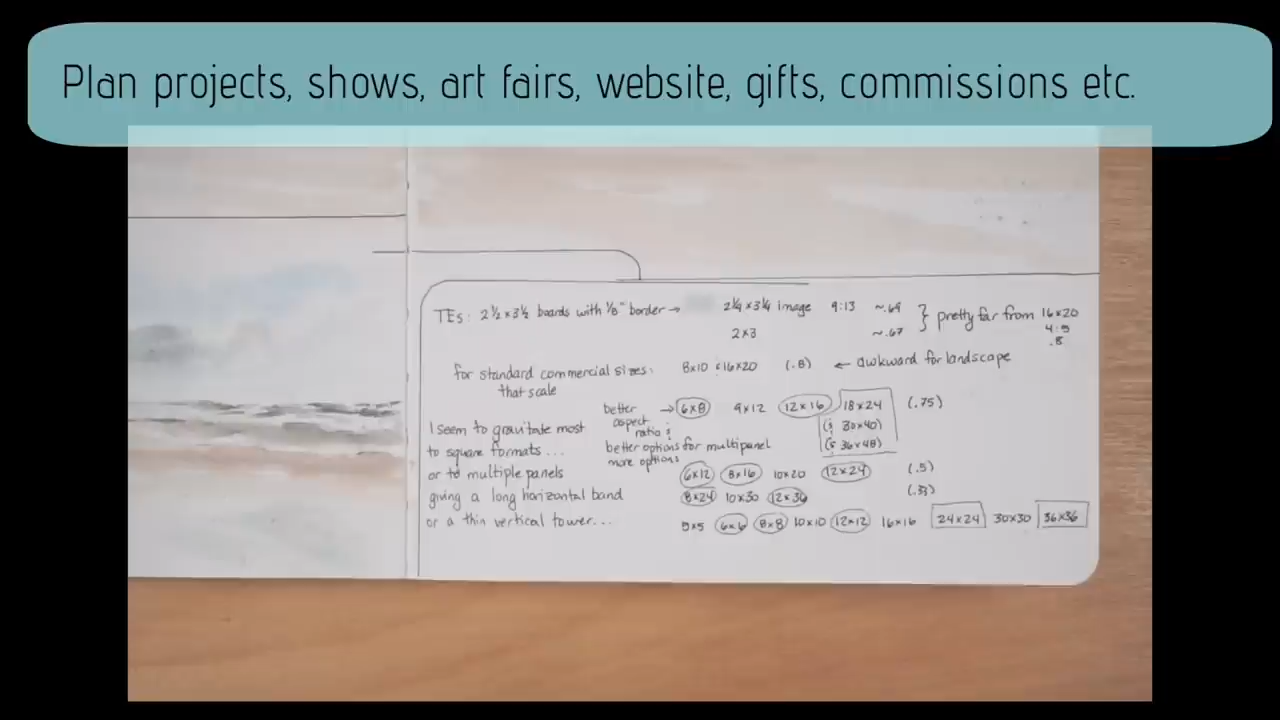 Plan projects, shows, art fairs, website, gifts, commissions etc.
TEs: 2½ x 3½ boards with ⅛" border → 2¼ x 3¼ image 9:13 ~.69 } pretty far from 16x20
2x3 ~.67 4:5
.8
for standard commercial sizes: 8x10 :16x20 (.8) ← awkward for landscape
that scale
better → 6x8 9x12 12x16 18x24 (.75)
aspect
ratio ;
(; 30x40)
better options for multipanel (; 36x48)
more options
I seem to gravitate most
to square formats...
or to multiple panels
giving a long horizontal band
or a thin vertical tower...
6x12 8x16 10x20 12x24 (.5)
8x24 10x30 12x36 (.33)
5x5 6x6 8x8 10x10 12x12 16x16 24x24 30x30 36x36